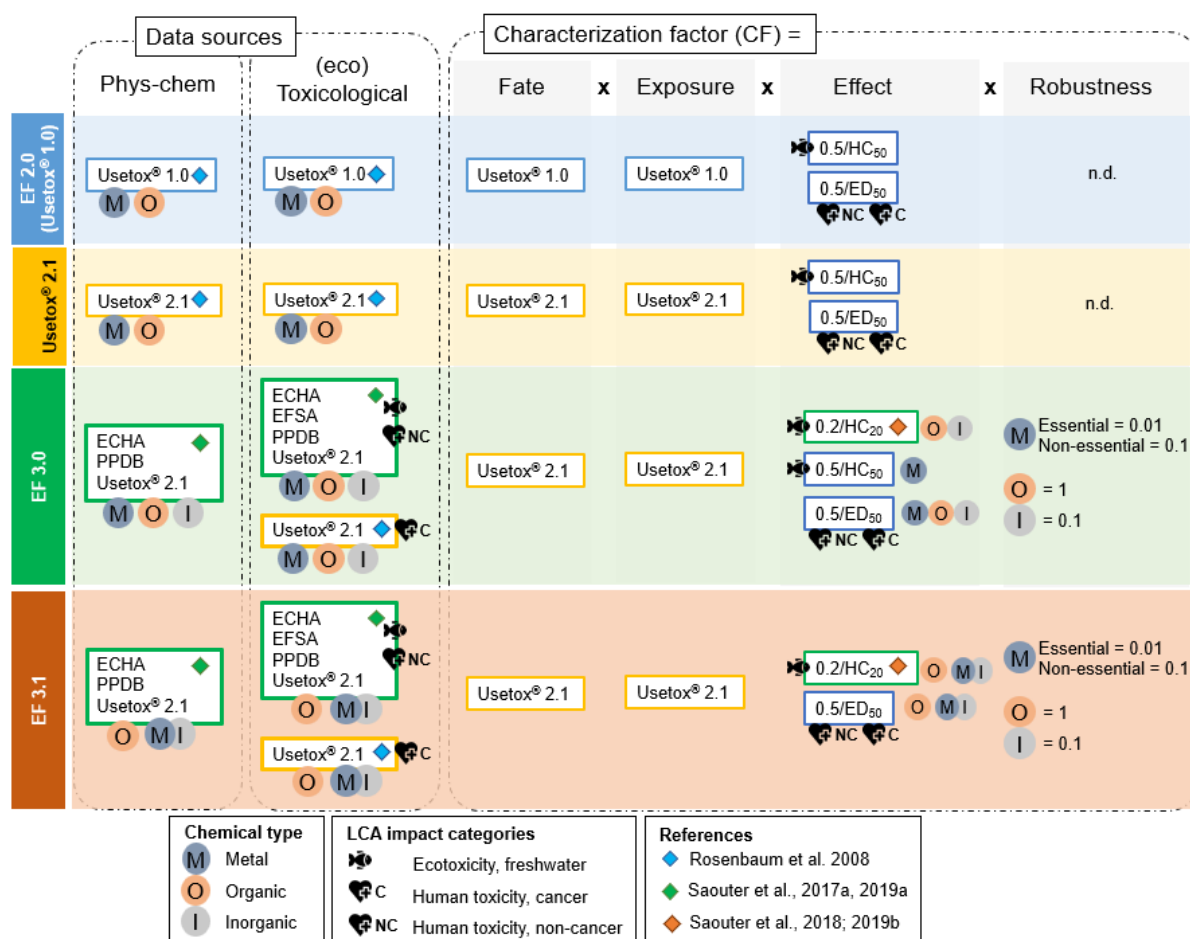 Data sources
Characterization factor (CF) =
Phys-chem
(eco)
Toxicological
Fate
x
Exposure
x
Effect
x
Robustness
EF 2.0
(Usetox® 1.0)
Usetox® 1.0
M O
Usetox® 1.0
M O
Usetox® 1.0
Usetox® 1.0
0.5/HC50
0.5/ED50
NC C
n.d.
Usetox® 2.1
Usetox® 2.1
M O
Usetox® 2.1
M O
Usetox® 2.1
Usetox® 2.1
0.5/HC50
0.5/ED50
NC C
n.d.
EF 3.0
ECHA
PPDB
Usetox® 2.1
M O I
ECHA
EFSA
PPDB
Usetox® 2.1
NC
M O I
Usetox® 2.1
C
M O I
Usetox® 2.1
Usetox® 2.1
0.2/HC20
O I
0.5/HC50
M
0.5/ED50
M O I
NC C
M
Essential = 0.01
Non-essential = 0.1
O = 1
I = 0.1
EF 3.1
ECHA
PPDB
Usetox® 2.1
O M I
ECHA
EFSA
PPDB
Usetox® 2.1
NC
O M I
Usetox® 2.1
C
O M I
Usetox® 2.1
Usetox® 2.1
0.2/HC20
O M I
0.5/ED50
O M I
NC C
M
Essential = 0.01
Non-essential = 0.1
O = 1
I = 0.1
Chemical type
M Metal
O Organic
I Inorganic
LCA impact categories
Ecotoxicity, freshwater
C Human toxicity, cancer
NC Human toxicity, non-cancer
References
Rosenbaum et al. 2008
Saouter et al., 2017a, 2019a
Saouter et al., 2018; 2019b